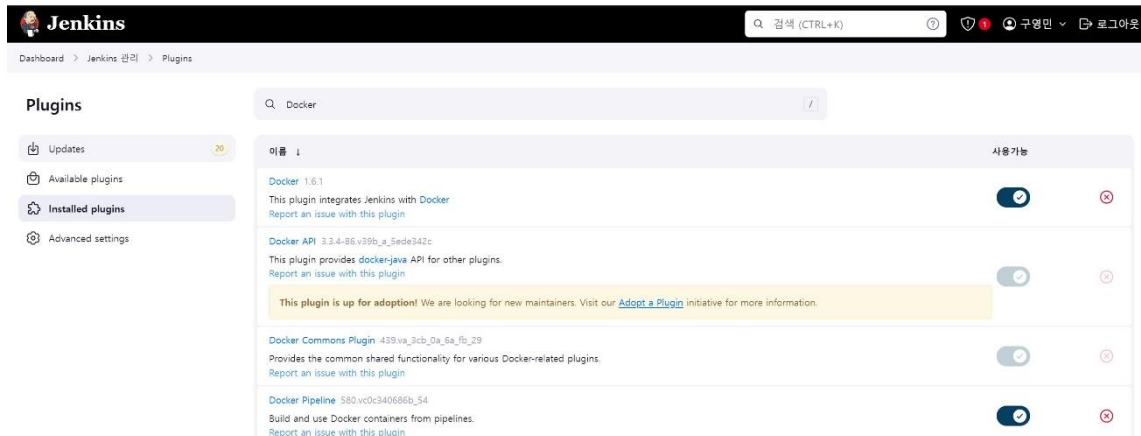 Jenkins
검색 (CTRL+K)
1
구영민
로그아웃
Dashboard > Jenkins 관리 > Plugins
Plugins
Docker
/
Updates
20
Available plugins
Installed plugins
Advanced settings
이름 ↓
사용가능
Docker 1.6.1
This plugin integrates Jenkins with Docker
Report an issue with this plugin
Docker API 3.3.4-86.v39b_a_5ede342c
This plugin provides docker-java API for other plugins.
Report an issue with this plugin
This plugin is up for adoption! We are looking for new maintainers. Visit our Adopt a Plugin initiative for more information.
Docker Commons Plugin 439.va_3cb_0a_6a_fb_29
Provides the common shared functionality for various Docker-related plugins.
Report an issue with this plugin
Docker Pipeline 580.vc0c340686b_54
Build and use Docker containers from pipelines.
Report an issue with this plugin